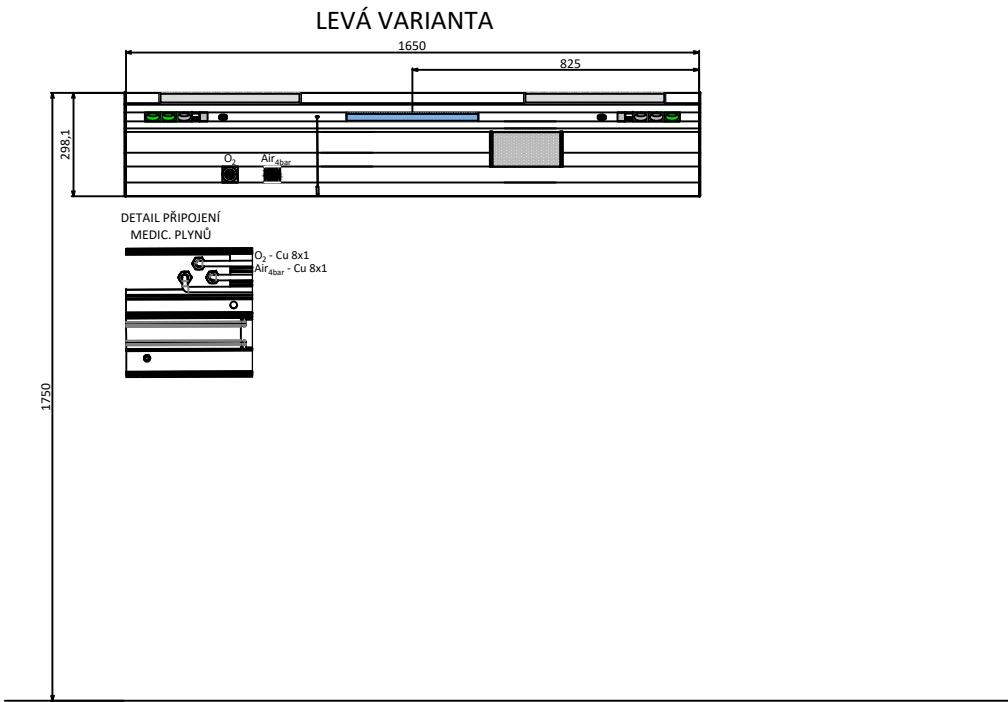 LEVÁ VARIANTA
1650
825
298,1
O₂ Air₄bar
DETAIL PŘIPOJENÍ
MEDIC. PLYNŮ
O₂ - Cu 8x1
Air₄bar - Cu 8x1
1750